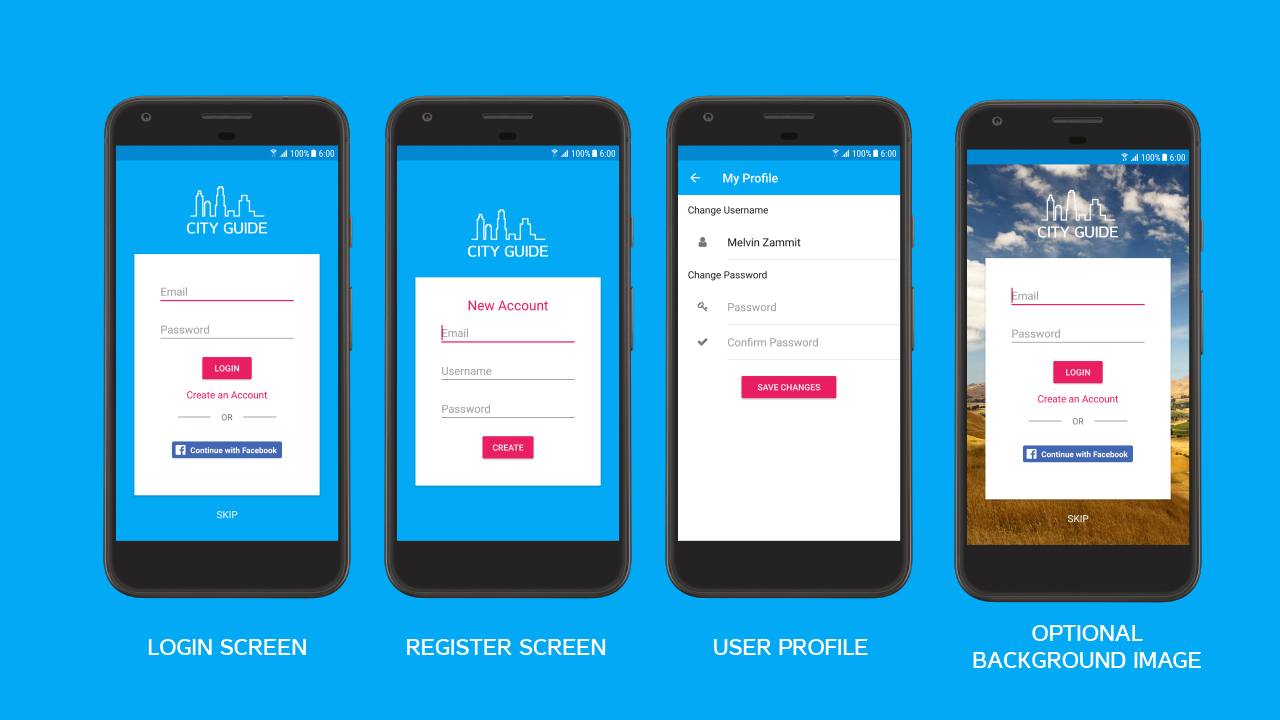 100% 6:00
CITY GUIDE
Email
Password
LOGIN
Create an Account
OR
Continue with Facebook
SKIP
LOGIN SCREEN
100% 6:00
CITY GUIDE
New Account
Email
Username
Password
CREATE
REGISTER SCREEN
100% 6:00
My Profile
Change Username
Melvin Zammit
Change Password
Password
Confirm Password
SAVE CHANGES
USER PROFILE
100% 6:00
CITY GUIDE
Email
Password
LOGIN
Create an Account
OR
Continue with Facebook
SKIP
OPTIONAL
BACKGROUND IMAGE